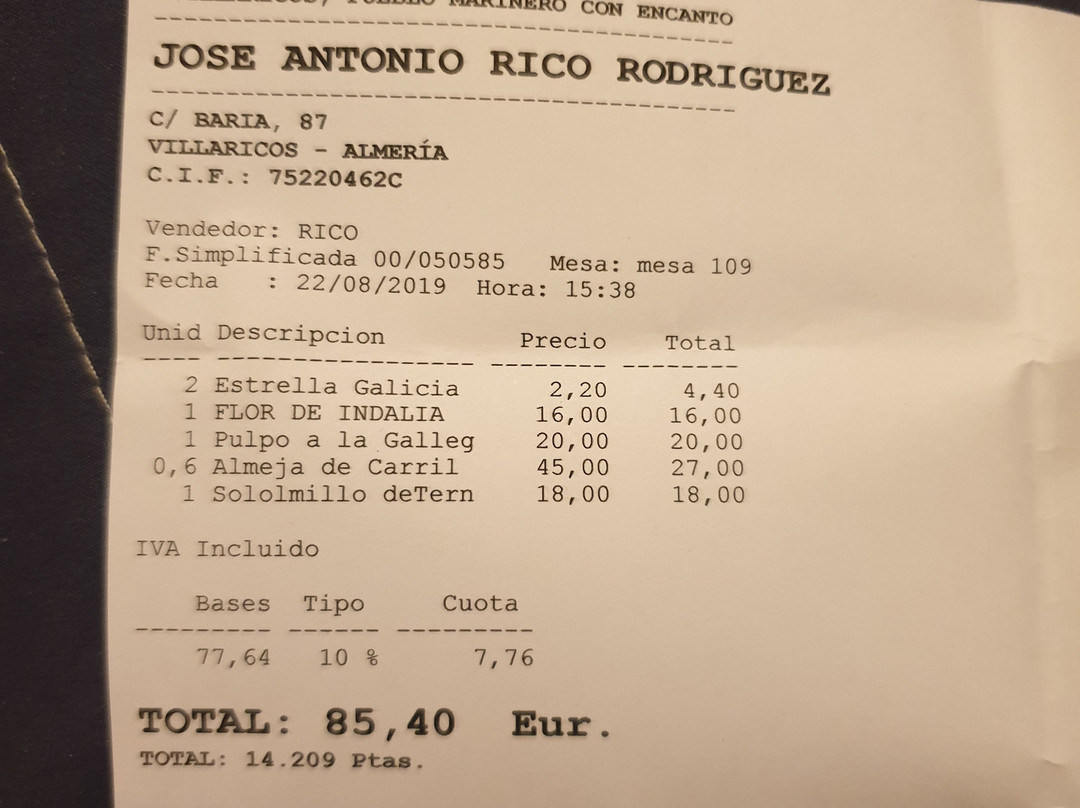 MARINERO CON ENCANTO
----------------------------------------
JOSE ANTONIO RICO RODRIGUEZ
----------------------------------------
C/ BARIA, 87
VILLARICOS - ALMERÍA
C.I.F.: 75220462C
Vendedor: RICO
F.Simplificada 00/050585 Mesa: mesa 109
Fecha : 22/08/2019 Hora: 15:38
Unid Descripcion Precio Total
---- ----------------- -------- --------
2 Estrella Galicia 2,20 4,40
1 FLOR DE INDALIA 16,00 16,00
1 Pulpo a la Galleg 20,00 20,00
0,6 Almeja de Carril 45,00 27,00
1 Sololmillo deTern 18,00 18,00
IVA Incluido
Bases Tipo Cuota
--------- ------ ---------
77,64 10 % 7,76
TOTAL: 85,40 Eur.
TOTAL: 14.209 Ptas.